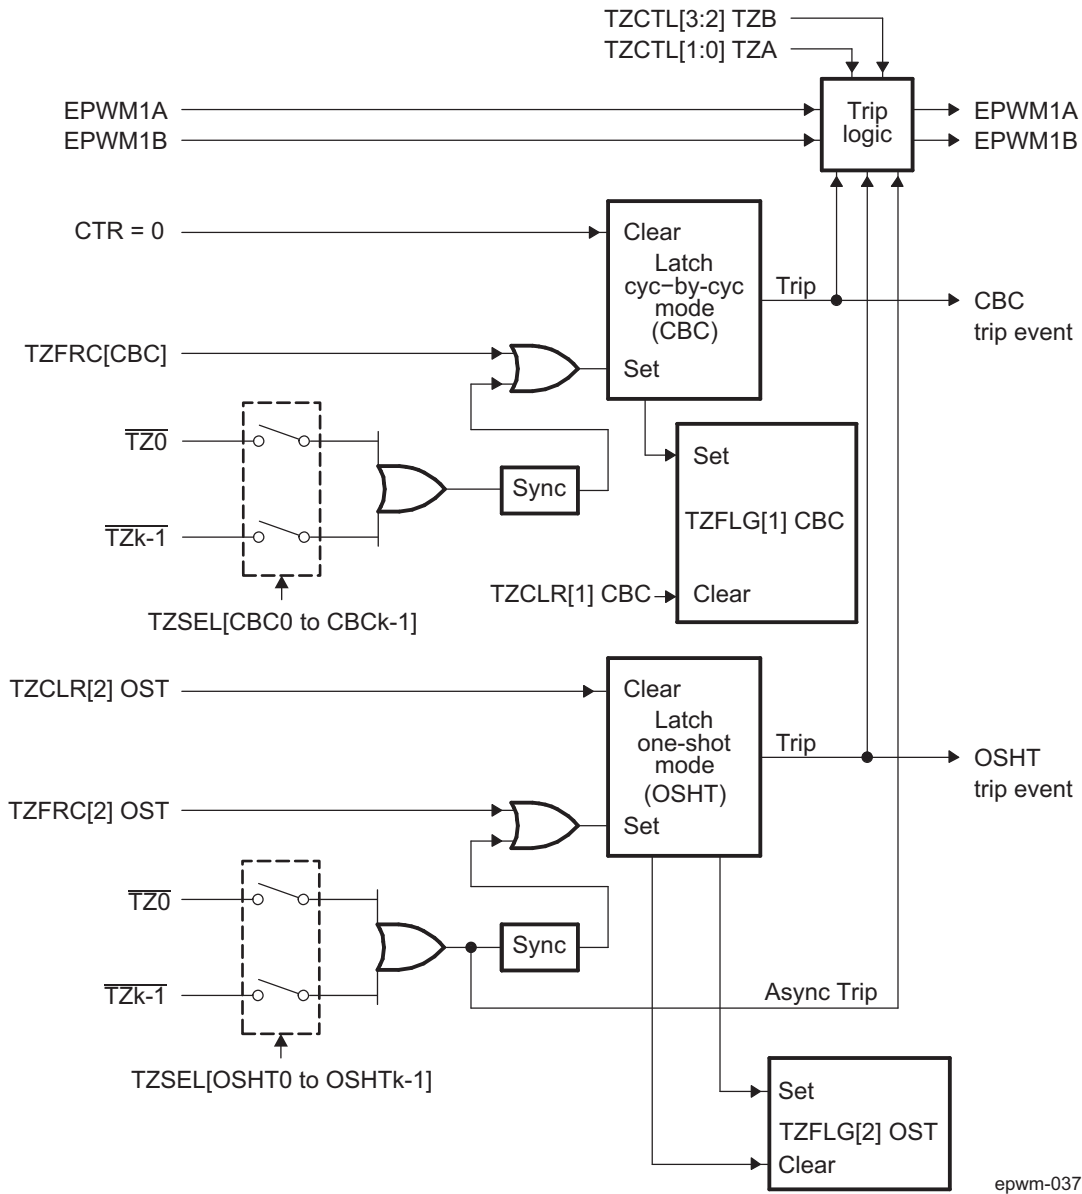 TZCTL[3:2] TZB
TZCTL[1:0] TZA
EPWM1A
EPWM1B
Trip
logic
EPWM1A
EPWM1B
CTR = 0
Clear
Latch
cyc−by-cyc
mode
(CBC)
Set
Trip
CBC
trip event
TZFRC[CBC]
TZ0
TZk-1
Sync
Set
TZFLG[1] CBC
Clear
TZCLR[1] CBC
TZSEL[CBC0 to CBCk-1]
TZCLR[2] OST
Clear
Latch
one-shot
mode
(OSHT)
Set
Trip
OSHT
trip event
TZFRC[2] OST
TZ0
TZk-1
Sync
Async Trip
TZSEL[OSHT0 to OSHTk-1]
Set
TZFLG[2] OST
Clear
epwm-037